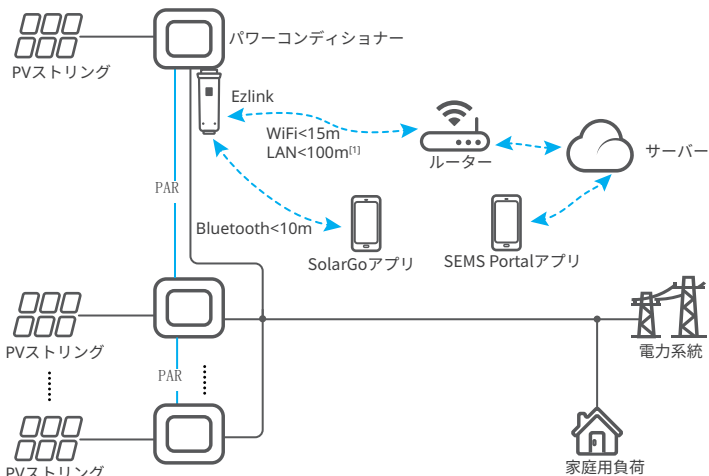 パワーコンディショナー
PVストリング
Ezlink
WiFi<15m
LAN<100m[1]
ルーター
サーバー
PAR
Bluetooth<10m
SolarGoアプリ
SEMS Portalアプリ
PVストリング
電力系統
PAR
家庭用負荷
PVストリング